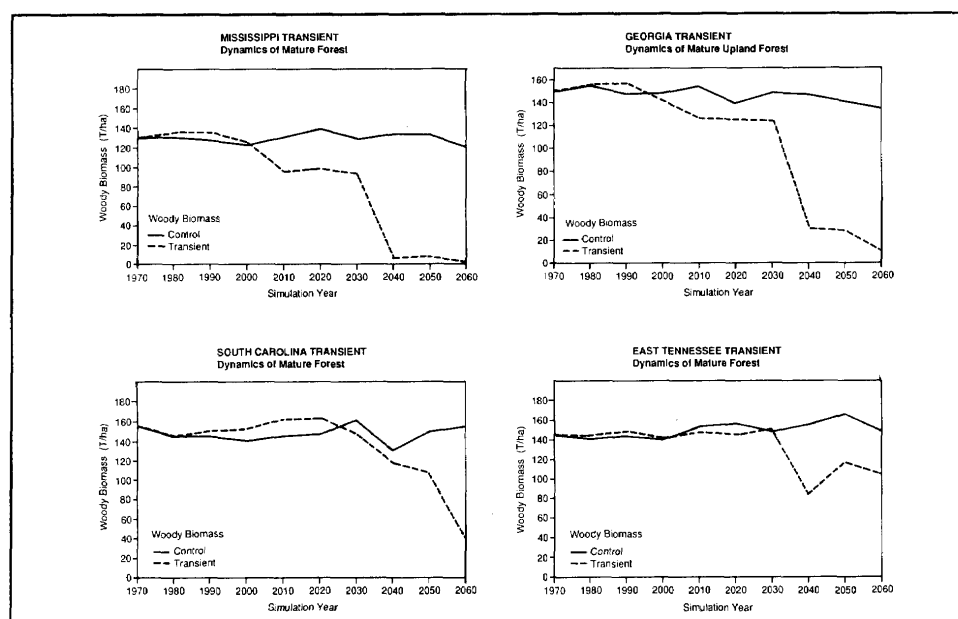 MISSISSIPPI TRANSIENT
Dynamics of Mature Forest
Woody Biomass (T/ha)
180
160
140
120
100
80
60
40
20
0
Woody Biomass
Control
Transient
1970 1980 1990 2000 2010 2020 2030 2040 2050 2060
Simulation Year
GEORGIA TRANSIENT
Dynamics of Mature Upland Forest
Woody Biomass (T/ha)
160
140
120
100
80
60
40
20
0
Woody Biomass
Control
Transient
1970 1980 1990 2000 2010 2020 2030 2040 2050 2060
Simulation Year
SOUTH CAROLINA TRANSIENT
Dynamics of Mature Forest
Woody Biomass (T/ha)
180
160
140
120
100
80
60
40
20
0
Woody Biomass
Control
Transient
1970 1980 1990 2000 2010 2020 2030 2040 2050 2060
Simulation Year
EAST TENNESSEE TRANSIENT
Dynamics of Mature Forest
Woody Biomass (T/ha)
180
160
140
120
100
80
60
40
20
0
Woody Biomass
Control
Transient
1970 1980 1990 2000 2010 2020 2030 2040 2050 2060
Simulation Year